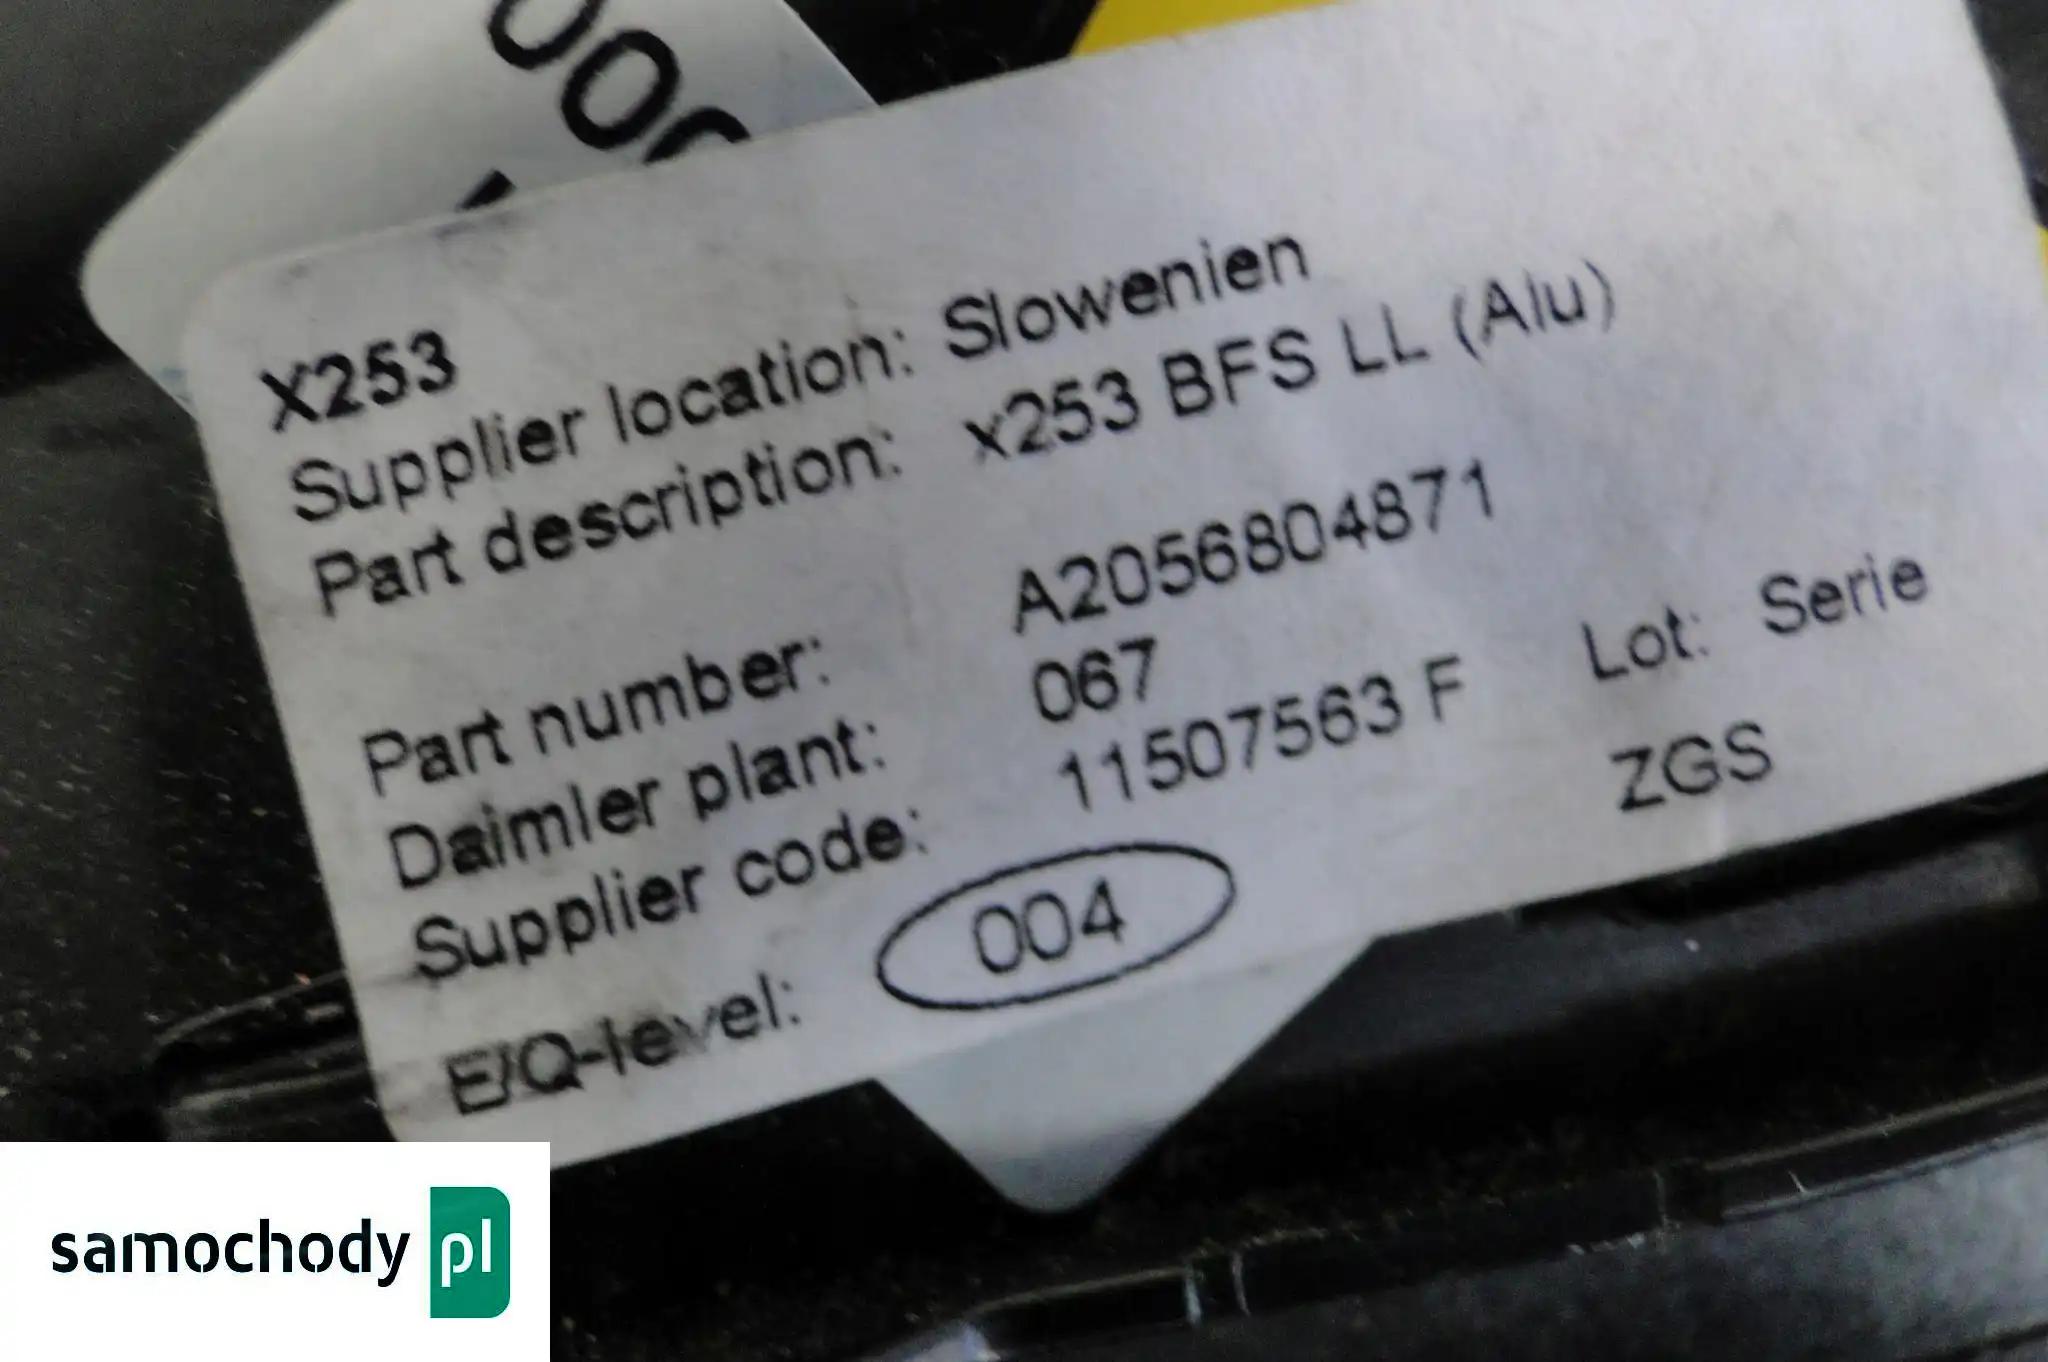 000
X253
Supplier location: Slowenien
Part description: x253 BFS LL (Alu)
Part number: A2056804871
Daimler plant: 067 Lot: Serie
Supplier code: 11507563 F
E/Q-level: 004 ZGS
samochody pl